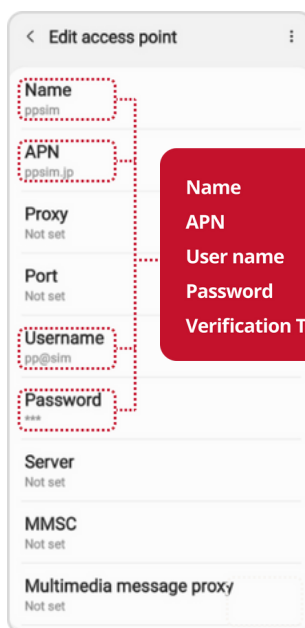 < Edit access point
Name
ppsim
APN
ppsim.jp
Proxy
Not set
Port
Not set
Username
pp@sim
Password
***
Server
Not set
MMSC
Not set
Multimedia message proxy
Not set
Name
APN
User name
Password
Verification T